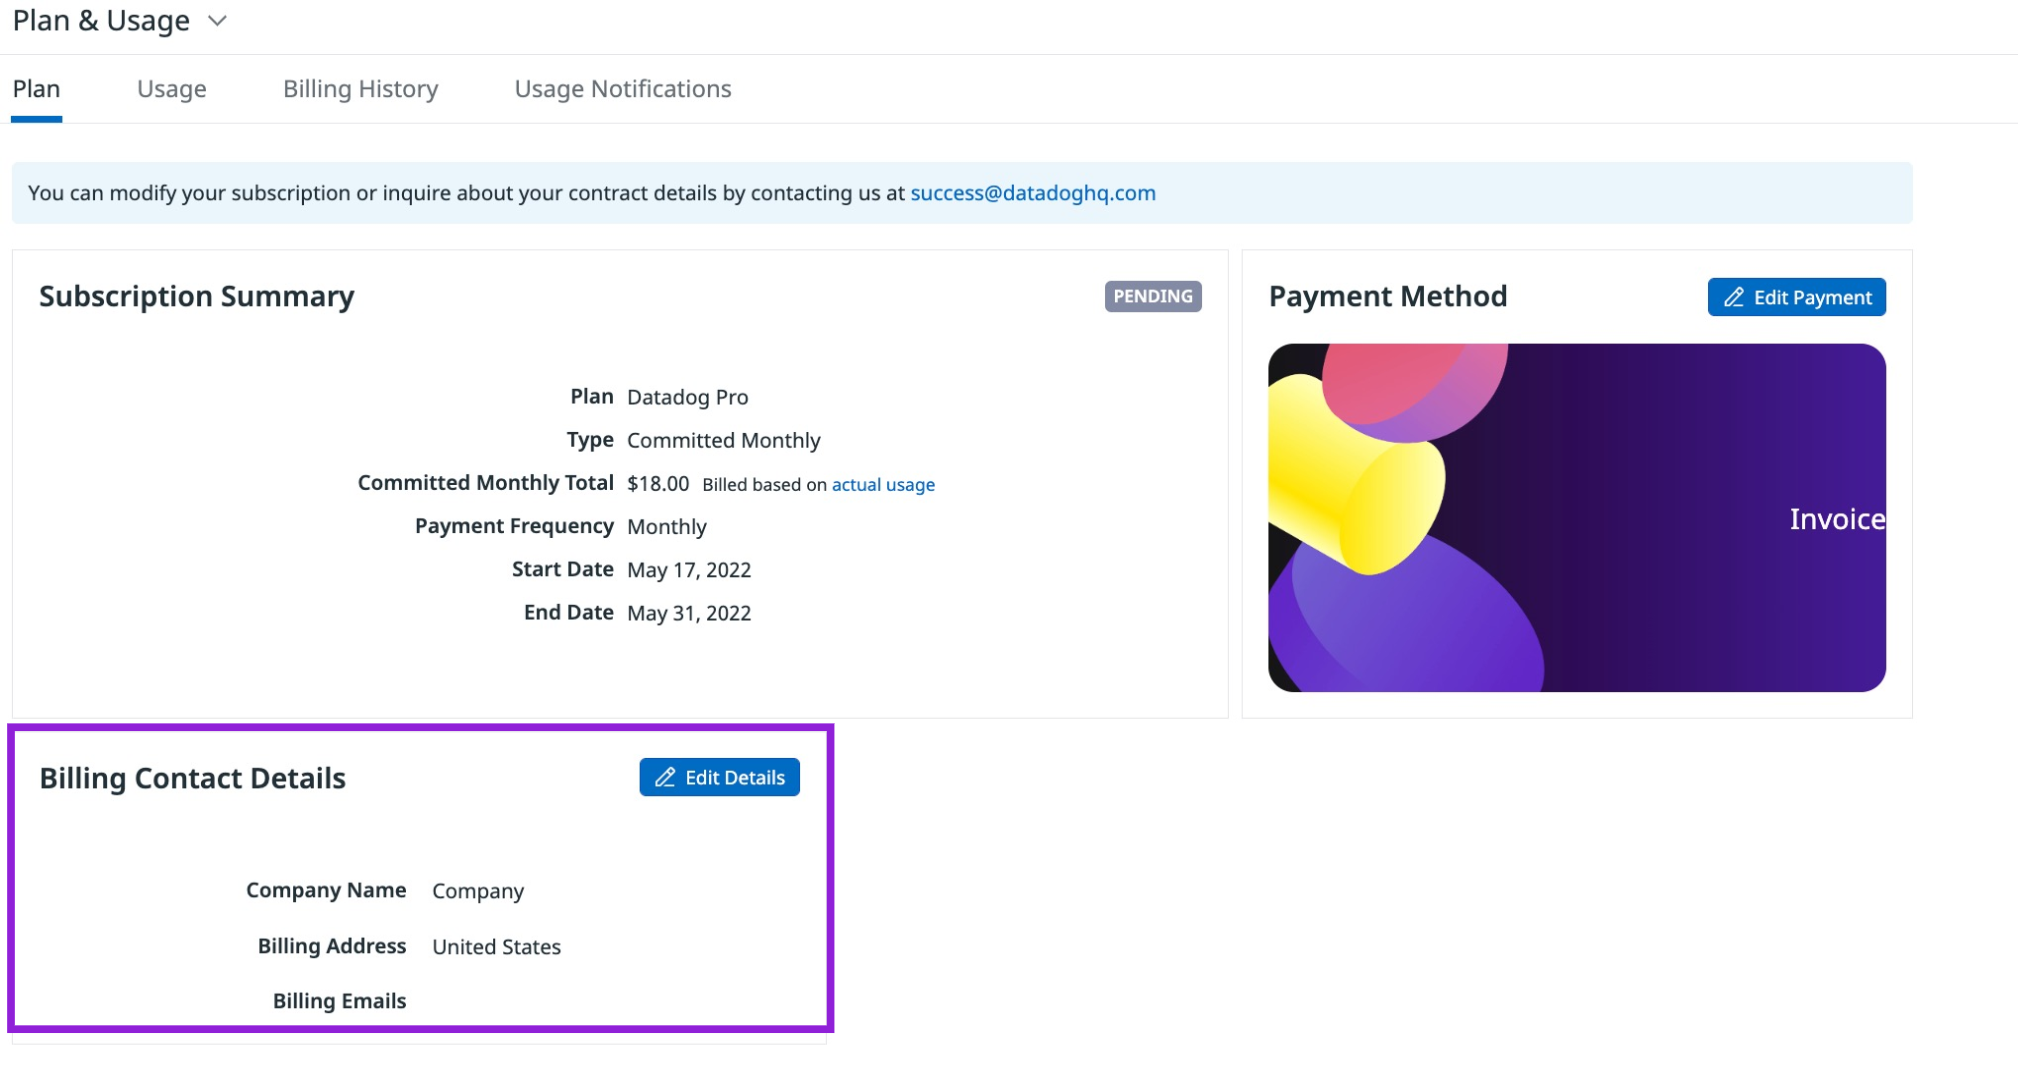 Plan & Usage
Plan
Usage
Billing History
Usage Notifications
You can modify your subscription or inquire about your contract details by contacting us at success@datadoghq.com
Subscription Summary
PENDING
Plan Datadog Pro
Type Committed Monthly
Committed Monthly Total $18.00 Billed based on actual usage
Payment Frequency Monthly
Start Date May 17, 2022
End Date May 31, 2022
Payment Method
Edit Payment
Invoice
Billing Contact Details
Edit Details
Company Name Company
Billing Address United States
Billing Emails